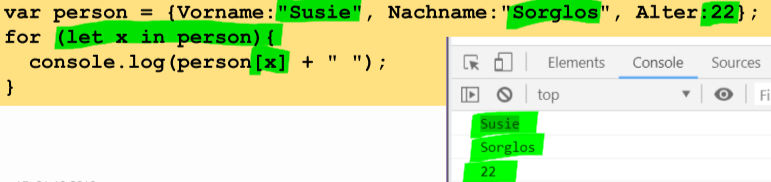 var person = {Vorname:"Susie", Nachname:"Sorglos", Alter:22};
for (let x in person){
console.log(person[x] + " ");
}
Elements Console Sources
top Fi
Susie
Sorglos
22